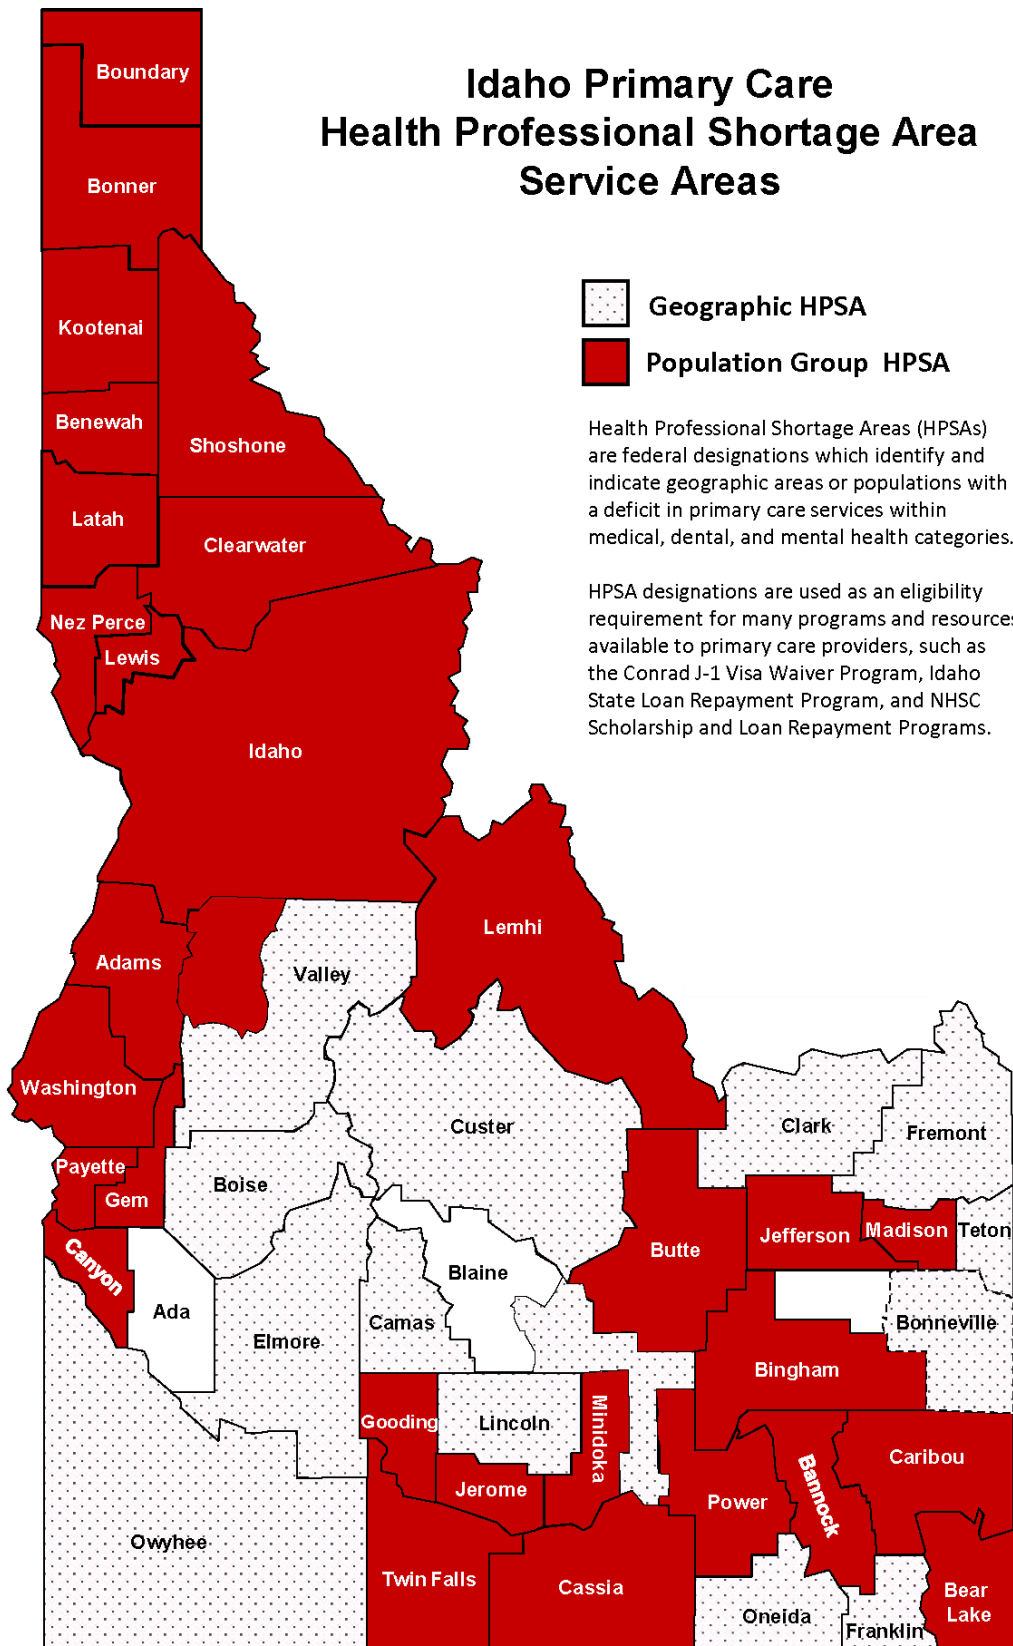 Idaho Primary Care
Health Professional Shortage Area
Service Areas
Geographic HPSA
Population Group HPSA
Health Professional Shortage Areas (HPSAs)
are federal designations which identify and
indicate geographic areas or populations with
a deficit in primary care services within
medical, dental, and mental health categories.
HPSA designations are used as an eligibility
requirement for many programs and resources
available to primary care providers, such as
the Conrad J-1 Visa Waiver Program, Idaho
State Loan Repayment Program, and NHSC
Scholarship and Loan Repayment Programs.
Boundary
Bonner
Kootenai
Benewah
Shoshone
Latah
Clearwater
Nez Perce
Lewis
Idaho
Lemhi
Adams
Valley
Washington
Custer
Clark
Fremont
Payette
Gem
Boise
Butte
Jefferson
Madison
Teton
Canyon
Ada
Elmore
Camas
Blaine
Bonneville
Bingham
Gooding
Lincoln
Minidoka
Jerome
Power
Bannock
Caribou
Owyhee
Twin Falls
Cassia
Oneida
Franklin
Bear
Lake